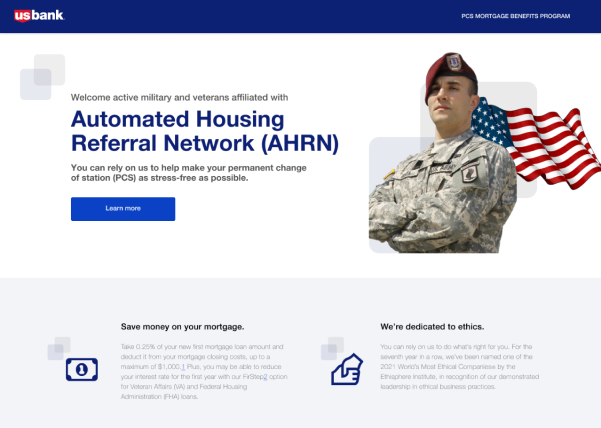 usbank
PCS MORTGAGE BENEFITS PROGRAM
Welcome active military and veterans affiliated with
Automated Housing
Referral Network (AHRN)
You can rely on us to help make your permanent change
of station (PCS) as stress-free as possible.
Learn more
Save money on your mortgage.
Take 0.25% of your new first mortgage loan amount and
deduct it from your mortgage closing costs, up to a
maximum of $1,000.1 Plus, you may be able to reduce
your interest rate for the first year with our FirStep2 option
for Veteran Affairs (VA) and Federal Housing
Administration (FHA) loans.
We're dedicated to ethics.
You can rely on us to do what's right for you. For the
seventh year in a row, we've been named one of the
2021 World's Most Ethical Companies® by the
Ethisphere Institute, in recognition of our demonstrated
leadership in ethical business practices.